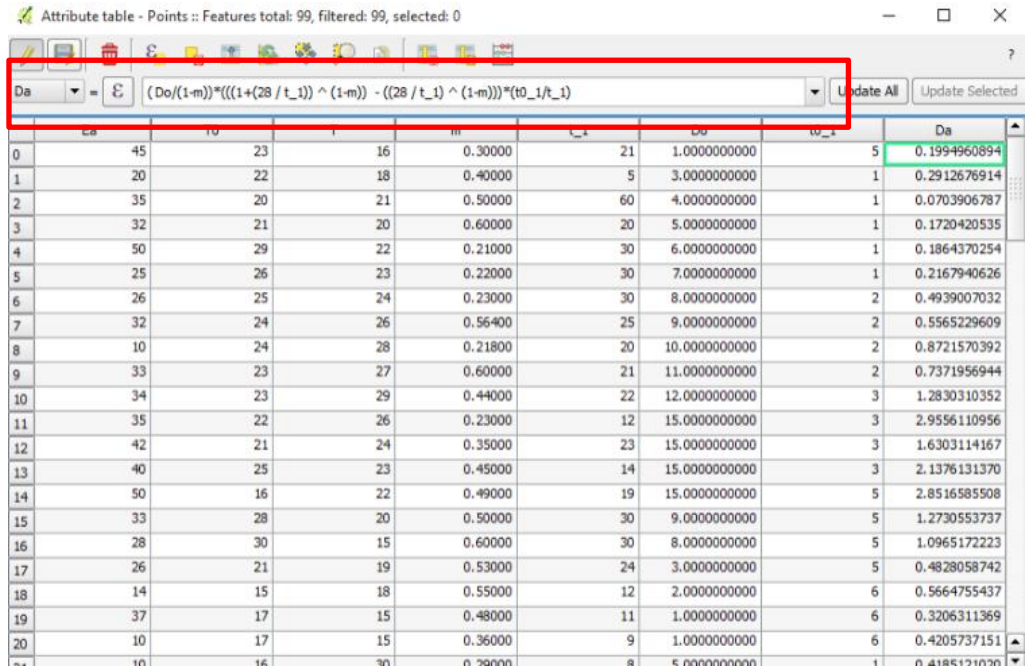 Attribute table - Points :: Features total: 99, filtered: 99, selected: 0
?
Da = ε (Do/(1-m))*(((1+(28 / t_1)) ^ (1-m)) - ((28 / t_1) ^ (1-m)))*(t0_1/t_1) Update All Update Selected
Da
0 45 23 16 0.30000 21 1.0000000000 5 0.1994960894
1 20 22 18 0.40000 5 3.0000000000 1 0.2912676914
2 35 20 21 0.50000 60 4.0000000000 1 0.0703906787
3 32 21 20 0.60000 20 5.0000000000 1 0.1720420535
4 50 29 22 0.21000 30 6.0000000000 1 0.1864370254
5 25 26 23 0.22000 30 7.0000000000 1 0.2167940626
6 26 25 24 0.23000 30 8.0000000000 2 0.4939007032
7 32 24 26 0.56400 25 9.0000000000 2 0.5565229609
8 10 24 28 0.21800 20 10.0000000000 2 0.8721570392
9 33 23 27 0.60000 21 11.0000000000 2 0.7371956944
10 34 23 29 0.44000 22 12.0000000000 3 1.2830310352
11 35 22 26 0.23000 12 15.0000000000 3 2.9556110956
12 42 21 24 0.35000 23 15.0000000000 3 1.6303114167
13 40 25 23 0.45000 14 15.0000000000 3 2.1376131370
14 50 16 22 0.49000 19 15.0000000000 5 2.8516585508
15 33 28 20 0.50000 30 9.0000000000 5 1.2730553737
16 28 30 15 0.60000 30 8.0000000000 5 1.0965172223
17 26 21 19 0.53000 24 3.0000000000 5 0.4828058742
18 14 15 18 0.55000 12 2.0000000000 6 0.5664755437
19 37 17 15 0.48000 11 1.0000000000 6 0.3206311369
20 10 17 15 0.36000 9 1.0000000000 6 0.4205737151
10 16 30 0.29000 8 5.0000000000 1 0.4185121020